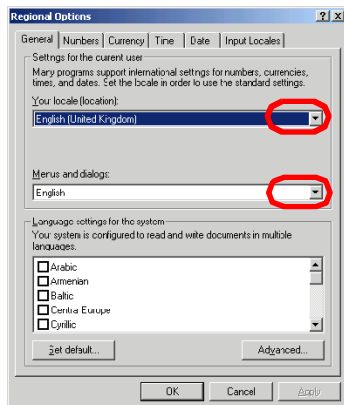 Regional Options
General Numbers Currency Time Date Input Locales
Settings for the current user
Many programs support international settings for numbers, currencies,
times, and dates. Set the locale in order to use the standard settings.
Your locale (location):
English (United Kingdom)
Menus and dialogs:
English
Language settings for the system
Your system is configured to read and write documents in multiple
languages.
Arabic
Armenian
Baltic
Central Europe
Cyrillic
Set default...
Advanced...
OK
Cancel
Apply